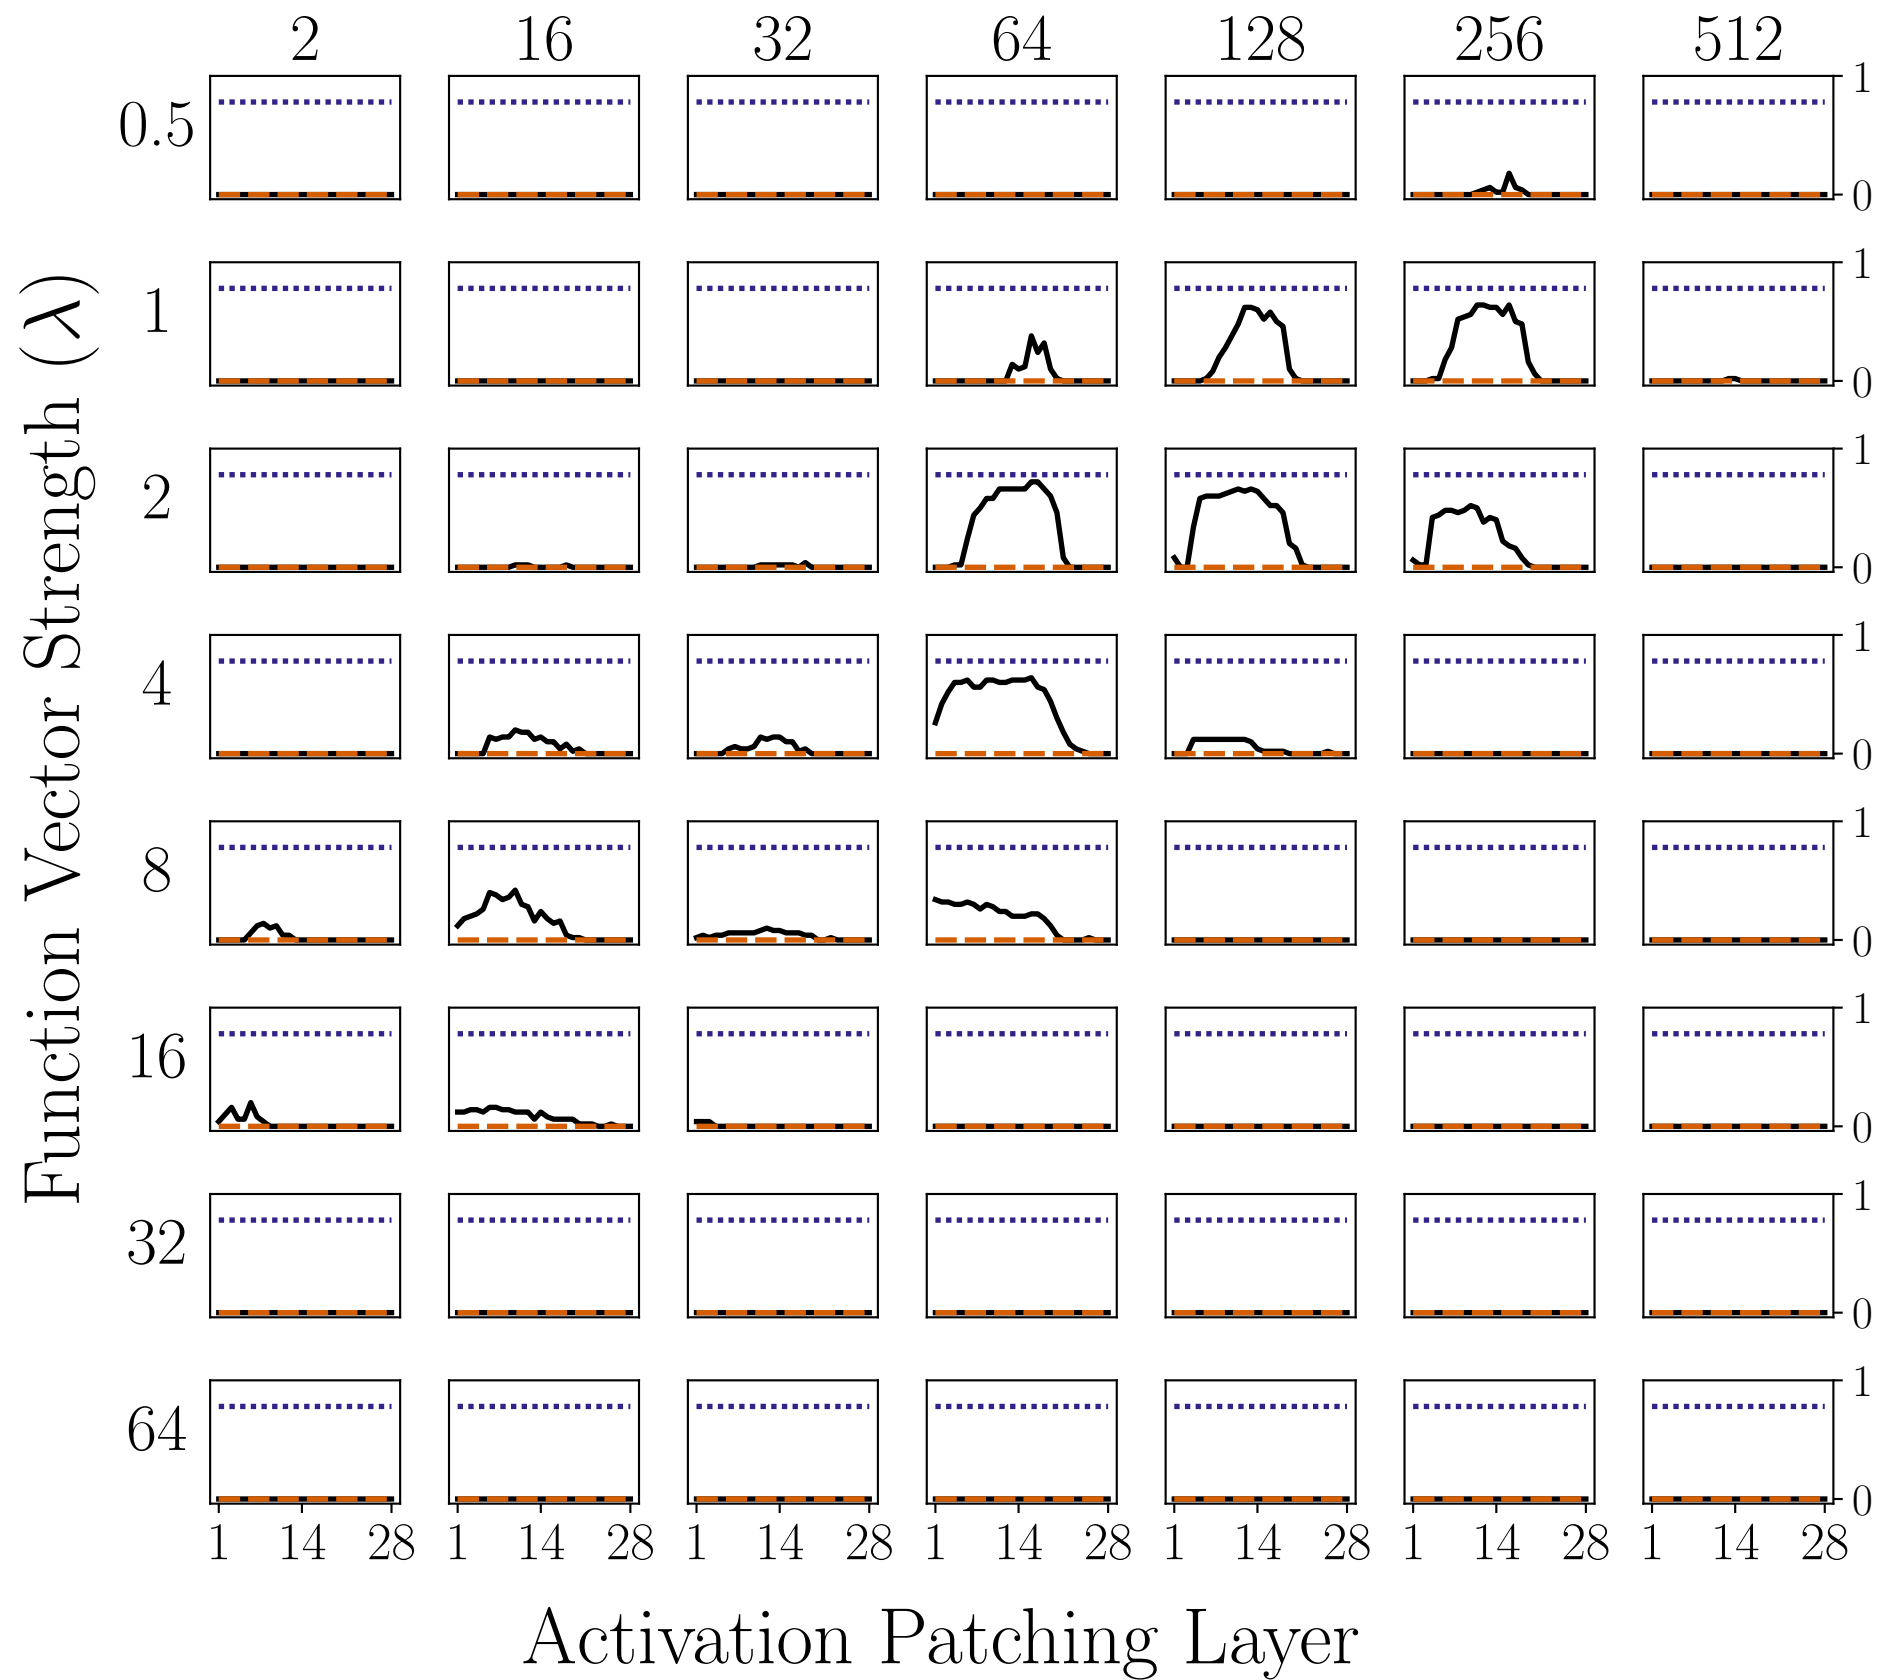 2 16 32 64 128 256 512
Function Vector Strength (λ)
0.5 1 0
1 1 0
2 1 0
4 1 0
8 1 0
16 1 0
32 1 0
64 1 0
1 14 28 1 14 28 1 14 28 1 14 28 1 14 28 1 14 28 1 14 28
Activation Patching Layer